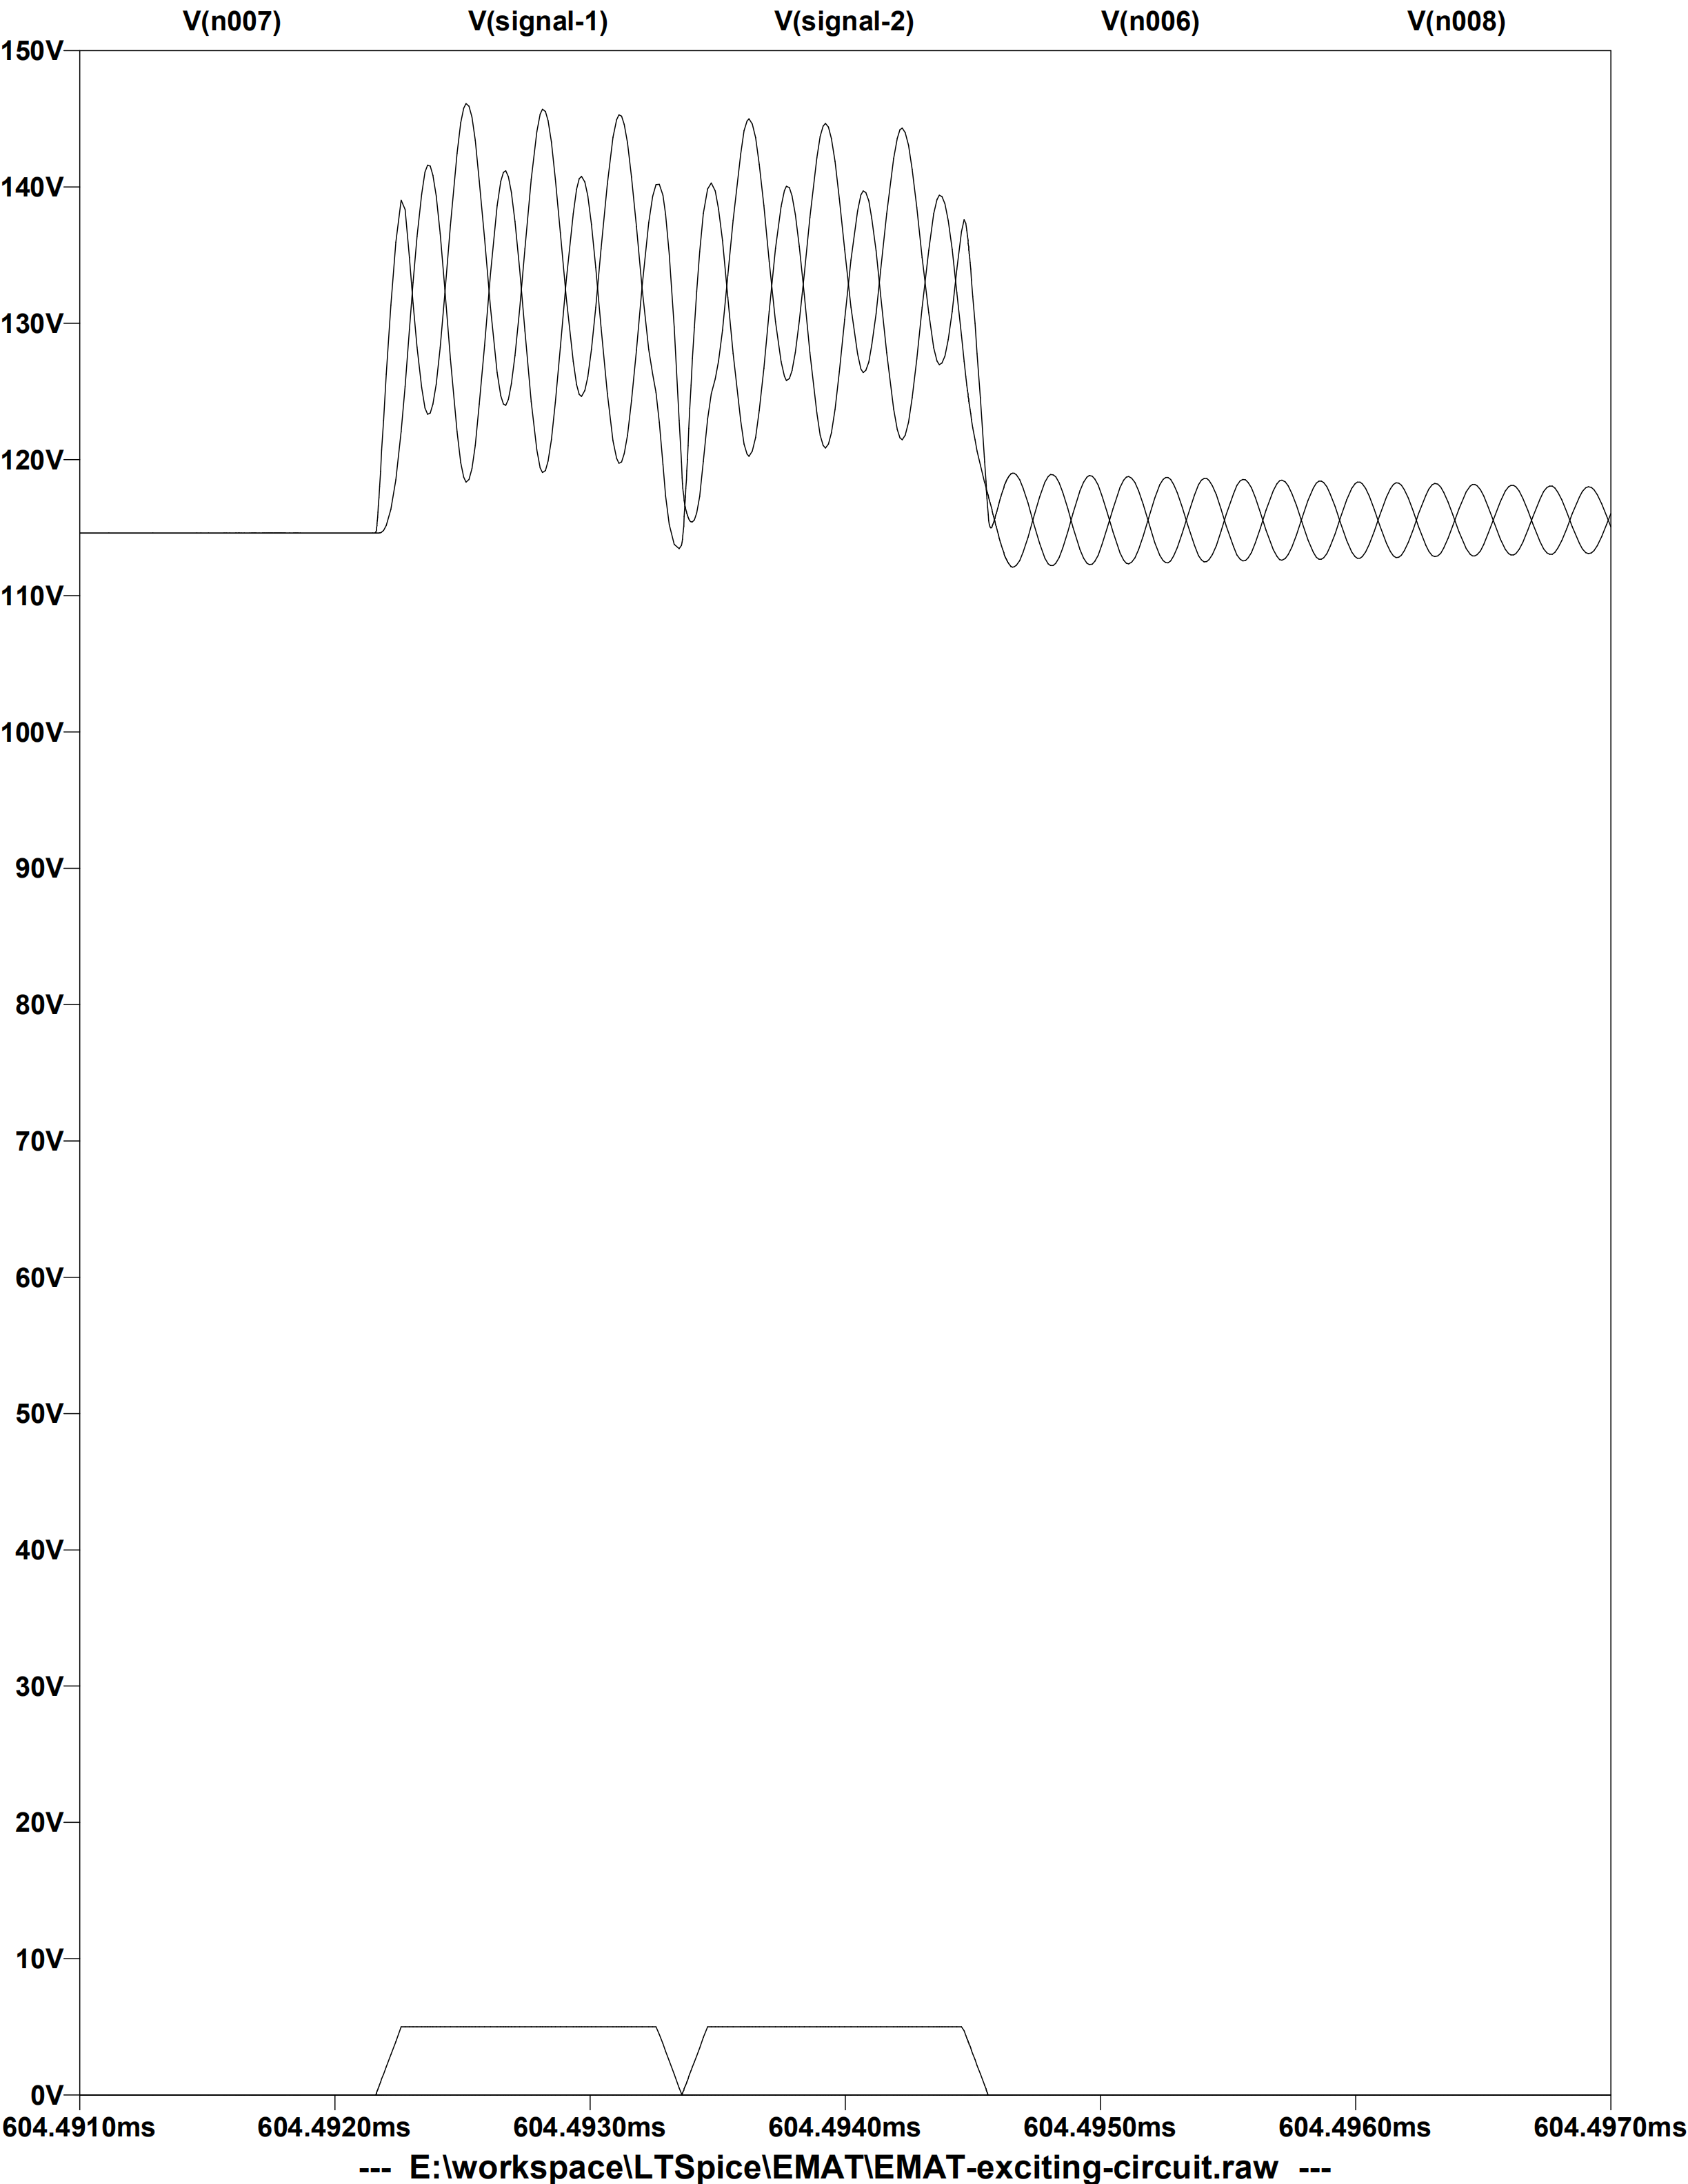 V(n007) V(signal-1) V(signal-2) V(n006) V(n008)
150V
140V
130V
120V
110V
100V
90V
80V
70V
60V
50V
40V
30V
20V
10V
0V
604.4910ms 604.4920ms 604.4930ms 604.4940ms 604.4950ms 604.4960ms 604.4970ms
--- E:\workspace\LTSpice\EMAT\EMAT-exciting-circuit.raw ---